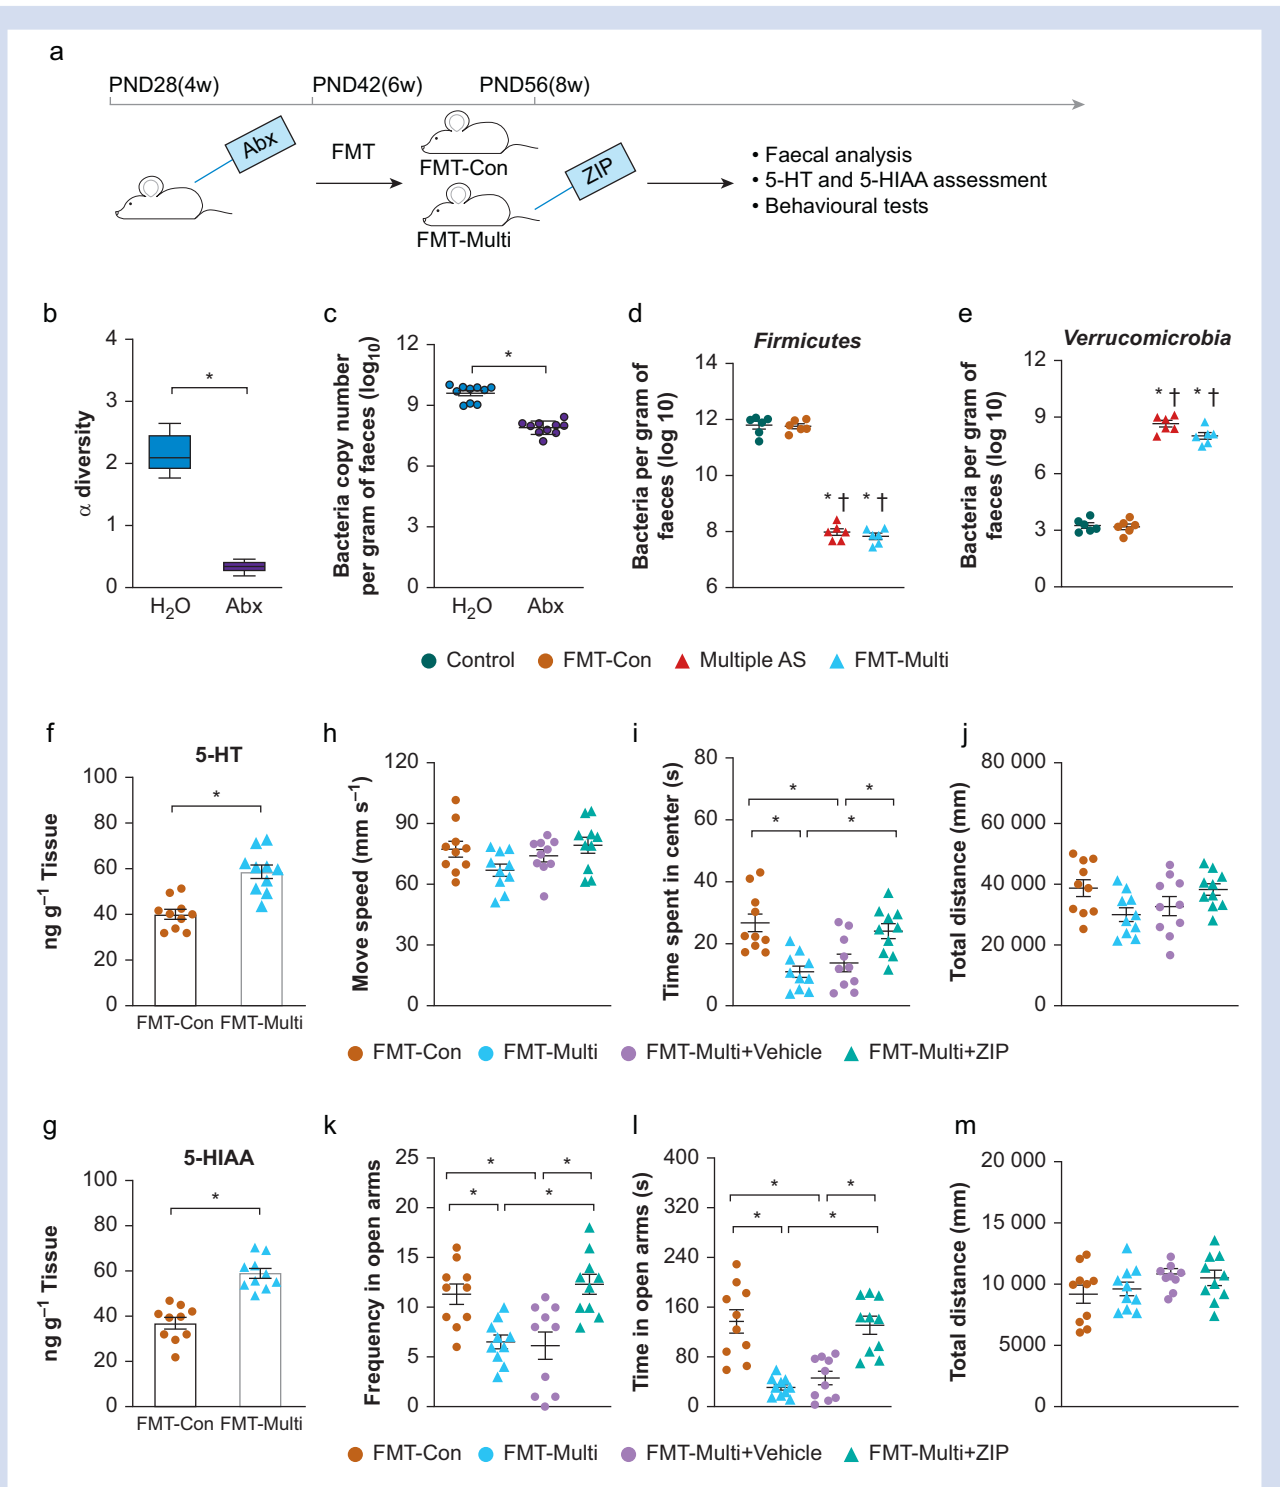 a
PND28(4w) PND42(6w) PND56(8w)
Abx
FMT
FMT-Con
FMT-Multi
ZIP
• Faecal analysis
• 5-HT and 5-HIAA assessment
• Behavioural tests
b
α diversity
4
3
2
1
0
H₂O Abx
*
c
Bacteria copy number
per gram of faeces (log₁₀)
12
9
6
3
0
H₂O Abx
*
d
Firmicutes
Bacteria per gram of
faeces (log 10)
14
12
10
8
6
* † * †
e
Verrucomicrobia
Bacteria per gram of
faeces (log 10)
12
9
6
3
0
* † * †
Control FMT-Con Multiple AS FMT-Multi
f
5-HT
ng g⁻¹ Tissue
100
80
60
40
20
0
FMT-Con FMT-Multi
*
h
Move speed (mm s⁻¹)
120
90
60
30
0
i
Time spent in center (s)
80
60
40
20
0
* *
* *
j
Total distance (mm)
80 000
60 000
40 000
20 000
0
FMT-Con FMT-Multi FMT-Multi+Vehicle FMT-Multi+ZIP
g
5-HIAA
ng g⁻¹ Tissue
100
80
60
40
20
0
FMT-Con FMT-Multi
*
k
Frequency in open arms
25
20
15
10
5
0
* *
* *
l
Time in open arms (s)
400
320
240
160
80
0
* *
* *
m
Total distance (mm)
20 000
15 000
10 000
5000
0
FMT-Con FMT-Multi FMT-Multi+Vehicle FMT-Multi+ZIP